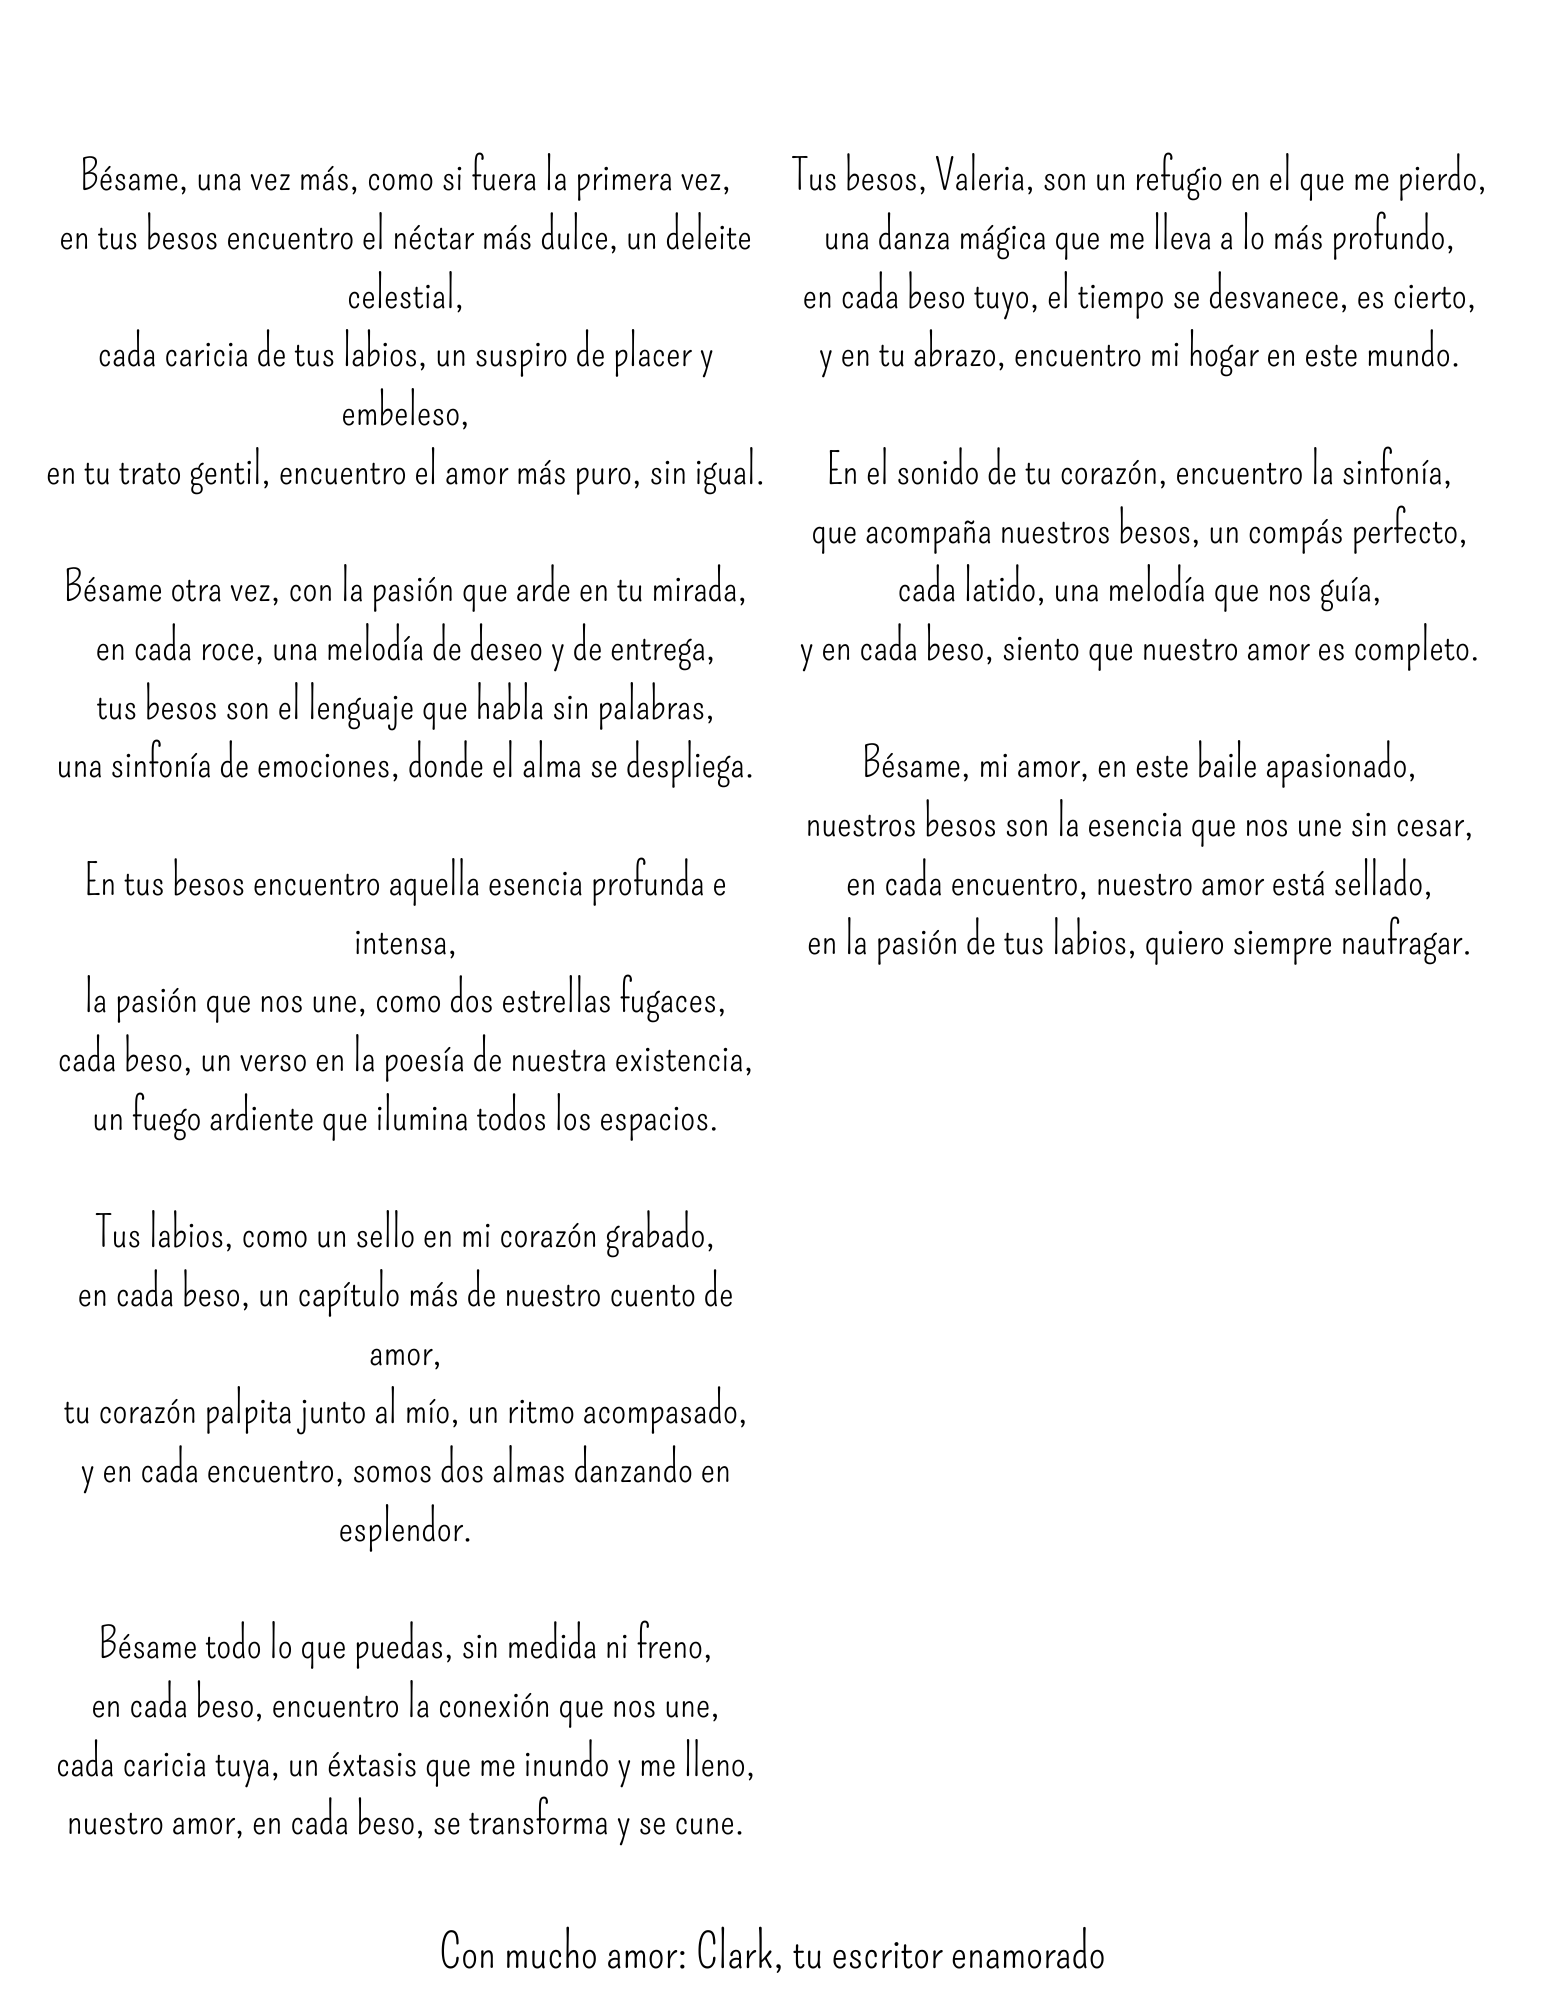 Bésame, una vez más, como si fuera la primera vez,
en tus besos encuentro el néctar más dulce, un deleite
celestial,
cada caricia de tus labios, un suspiro de placer y
embeleso,
en tu trato gentil, encuentro el amor más puro, sin igual.
Bésame otra vez, con la pasión que arde en tu mirada,
en cada roce, una melodía de deseo y de entrega,
tus besos son el lenguaje que habla sin palabras,
una sinfonía de emociones, donde el alma se despliega.
En tus besos encuentro aquella esencia profunda e
intensa,
la pasión que nos une, como dos estrellas fugaces,
cada beso, un verso en la poesía de nuestra existencia,
un fuego ardiente que ilumina todos los espacios.
Tus labios, como un sello en mi corazón grabado,
en cada beso, un capítulo más de nuestro cuento de
amor,
tu corazón palpita junto al mío, un ritmo acompasado,
y en cada encuentro, somos dos almas danzando en
esplendor.
Bésame todo lo que puedas, sin medida ni freno,
en cada beso, encuentro la conexión que nos une,
cada caricia tuya, un éxtasis que me inundo y me lleno,
nuestro amor, en cada beso, se transforma y se cune.
Tus besos, Valeria, son un refugio en el que me pierdo,
una danza mágica que me lleva a lo más profundo,
en cada beso tuyo, el tiempo se desvanece, es cierto,
y en tu abrazo, encuentro mi hogar en este mundo.
En el sonido de tu corazón, encuentro la sinfonía,
que acompaña nuestros besos, un compás perfecto,
cada latido, una melodía que nos guía,
y en cada beso, siento que nuestro amor es completo.
Bésame, mi amor, en este baile apasionado,
nuestros besos son la esencia que nos une sin cesar,
en cada encuentro, nuestro amor está sellado,
en la pasión de tus labios, quiero siempre naufragar.
Con mucho amor: Clark, tu escritor enamorado